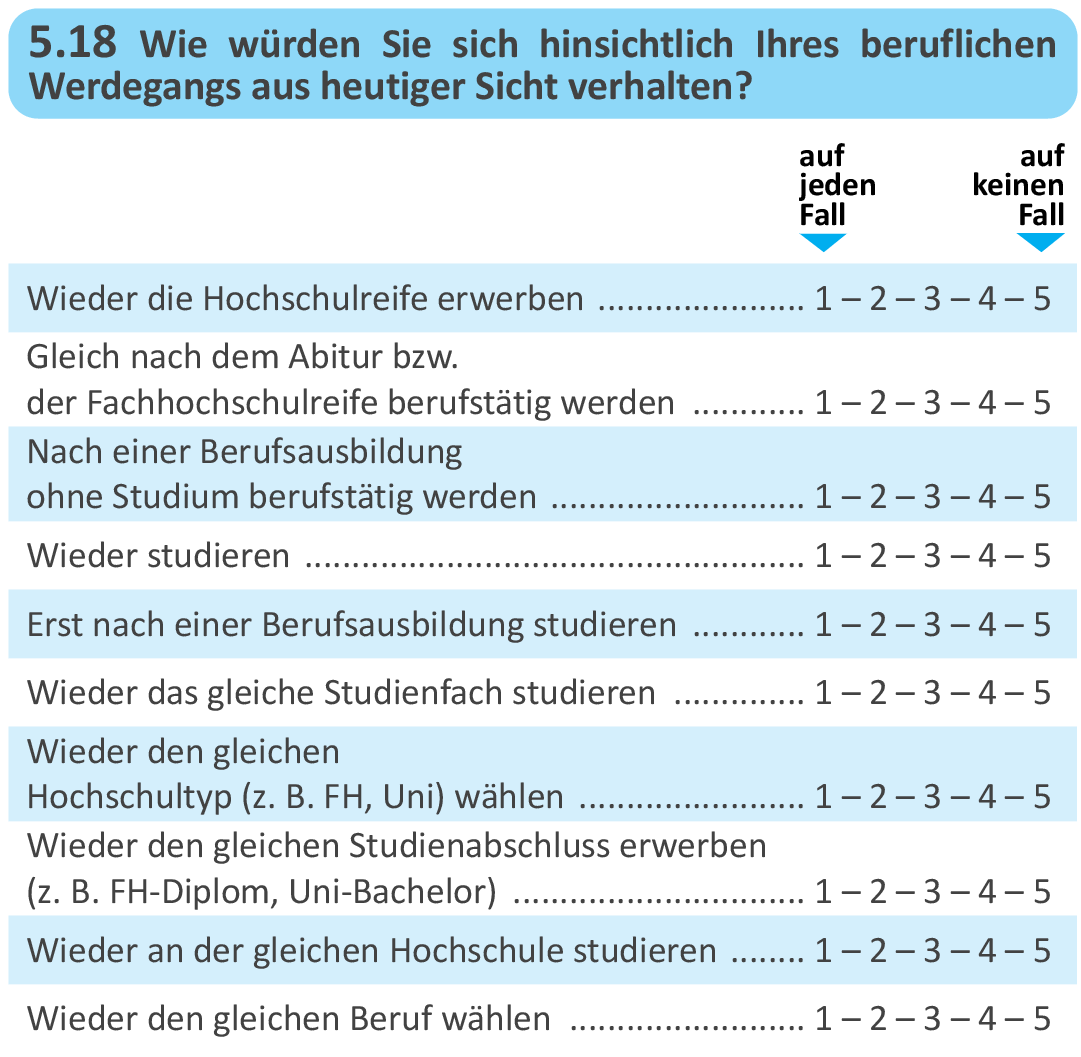 5.18 Wie würden Sie sich hinsichtlich Ihres beruflichen
Werdegangs aus heutiger Sicht verhalten?
auf jeden Fall
auf keinen Fall
Wieder die Hochschulreife erwerben ...................... 1 – 2 – 3 – 4 – 5
Gleich nach dem Abitur bzw.
der Fachhochschulreife berufstätig werden ............ 1 – 2 – 3 – 4 – 5
Nach einer Berufsausbildung
ohne Studium berufstätig werden ........................... 1 – 2 – 3 – 4 – 5
Wieder studieren ..................................................... 1 – 2 – 3 – 4 – 5
Erst nach einer Berufsausbildung studieren ............ 1 – 2 – 3 – 4 – 5
Wieder das gleiche Studienfach studieren .............. 1 – 2 – 3 – 4 – 5
Wieder den gleichen
Hochschultyp (z. B. FH, Uni) wählen ........................ 1 – 2 – 3 – 4 – 5
Wieder den gleichen Studienabschluss erwerben
(z. B. FH-Diplom, Uni-Bachelor) ............................... 1 – 2 – 3 – 4 – 5
Wieder an der gleichen Hochschule studieren ........ 1 – 2 – 3 – 4 – 5
Wieder den gleichen Beruf wählen ......................... 1 – 2 – 3 – 4 – 5